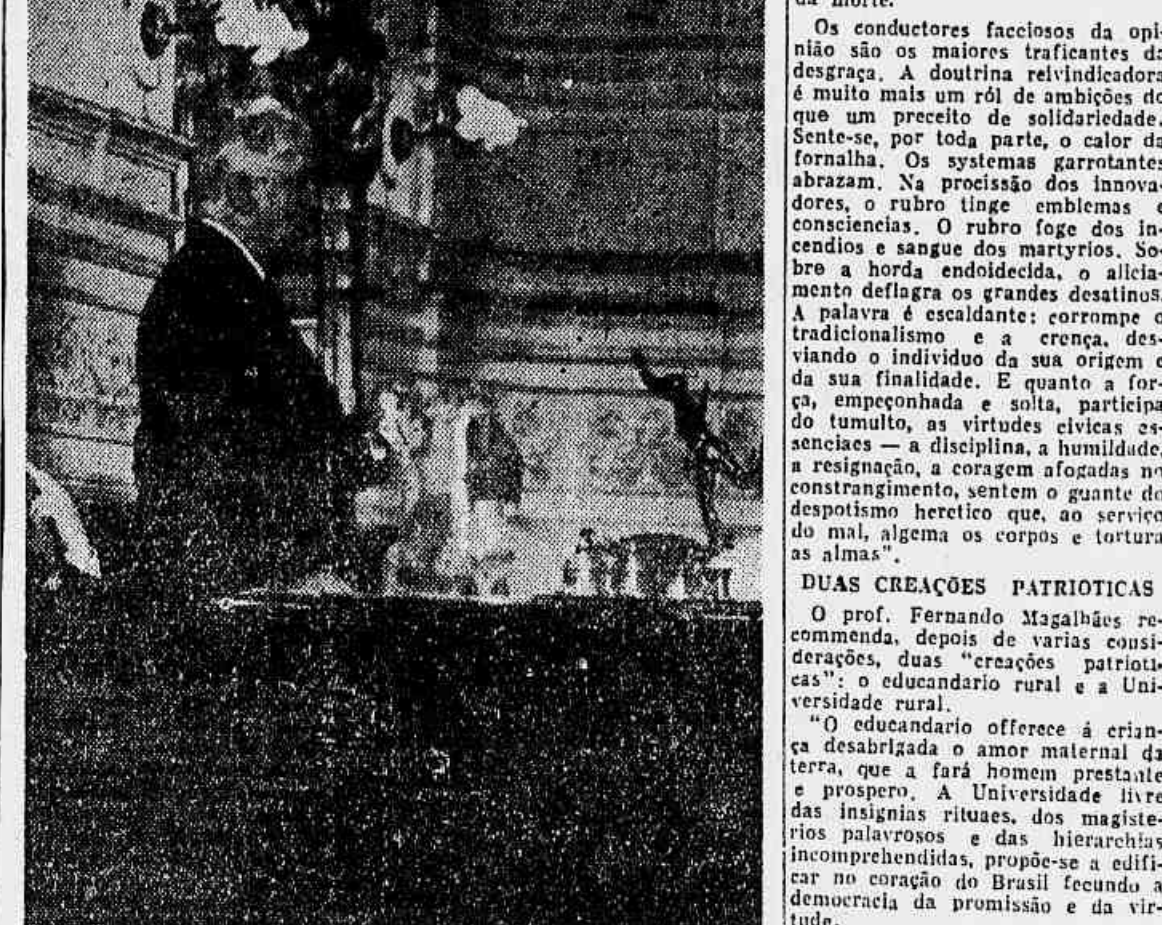 da morte.
Os conductores facciosos da opi-
nião são os maiores traficantes da
desgraça. A doutrina reivindicadora
é muito mais um ról de ambições do
que um preceito de solidariedade.
Sente-se, por toda parte, o calor da
fornalha. Os systemas garrotantes
abrazam. Na procissão dos innova-
dores, o rubro tinge emblemas e
consciencias. O rubro foge dos in-
cendios e sangue dos martyrios. So-
bre a horda endoidecida, o alicia-
mento deflagra os grandes desatinos.
A palavra é escaldante: corrompe o
tradicionalismo e a crença, des-
viando o individuo da sua origem e
da sua finalidade. E quanto a for-
ça, empeçonhada e solta, participa
do tumulto, as virtudes civicas es-
senciaes — a disciplina, a humildade,
a resignação, a coragem afogadas no
constrangimento, sentem o guante do
despotismo heretico que, ao serviço
do mal, algema os corpos e tortura
as almas".
DUAS CREAÇÕES PATRIOTICAS
O prof. Fernando Magalhães re-
commenda, depois de varias consi-
derações, duas "creações patrioti-
cas": o educandario rural e a Uni-
versidade rural.
"O educandario offerece á crian-
ça desabrigada o amor maternal da
terra, que a fará homem prestante
e prospero. A Universidade livre
das insignias rituaes, dos magiste-
rios palavrosos e das hierarchias
incomprehendidas, propõe-se a edifi-
car no coração do Brasil fecundo a
democracia da promissão e da vir-
tude.